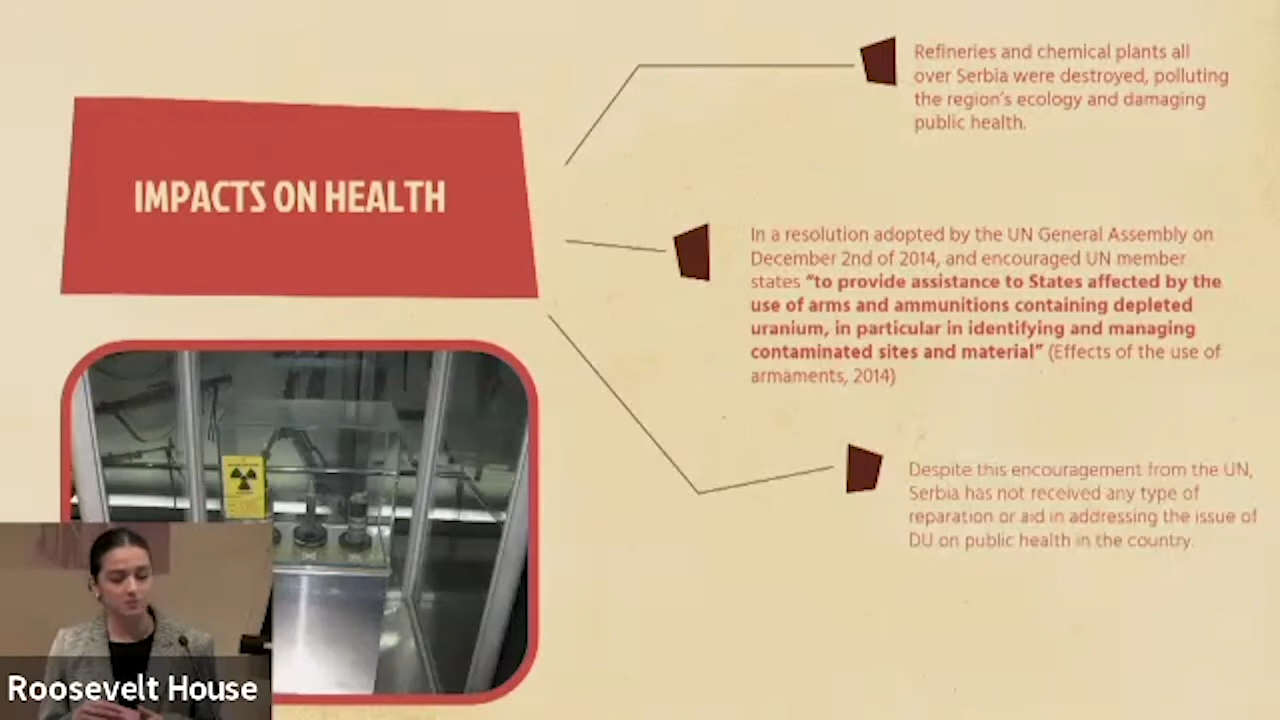 IMPACTS ON HEALTH
Refineries and chemical plants all
over Serbia were destroyed, polluting
the region's ecology and damaging
public health.
In a resolution adopted by the UN General Assembly on
December 2nd of 2014, and encouraged UN member
states "to provide assistance to States affected by the
use of arms and ammunitions containing depleted
uranium, in particular in identifying and managing
contaminated sites and material" (Effects of the use of
armaments, 2014)
Despite this encouragement from the UN,
Serbia has not received any type of
reparation or aid in addressing the issue of
DU on public health in the country.
Roosevelt House